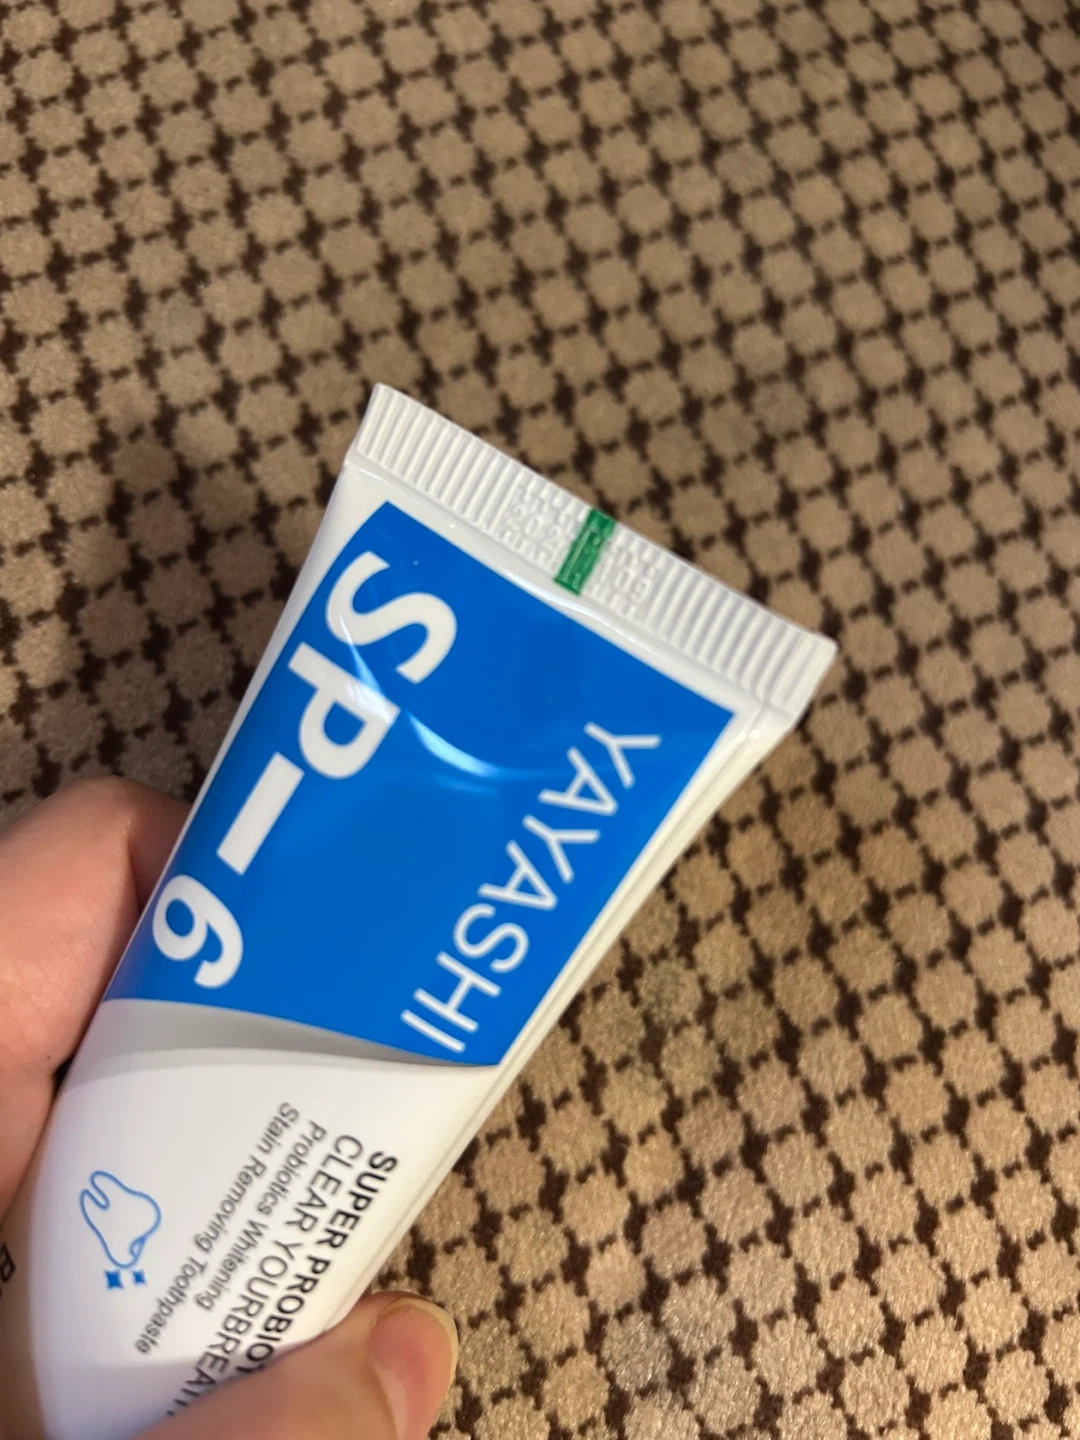 YAYASHI
SP-6
SUPER PROBIOT
CLEAR YOURBREAT
Probiotics Whitening
Stain Removing Toothpaste